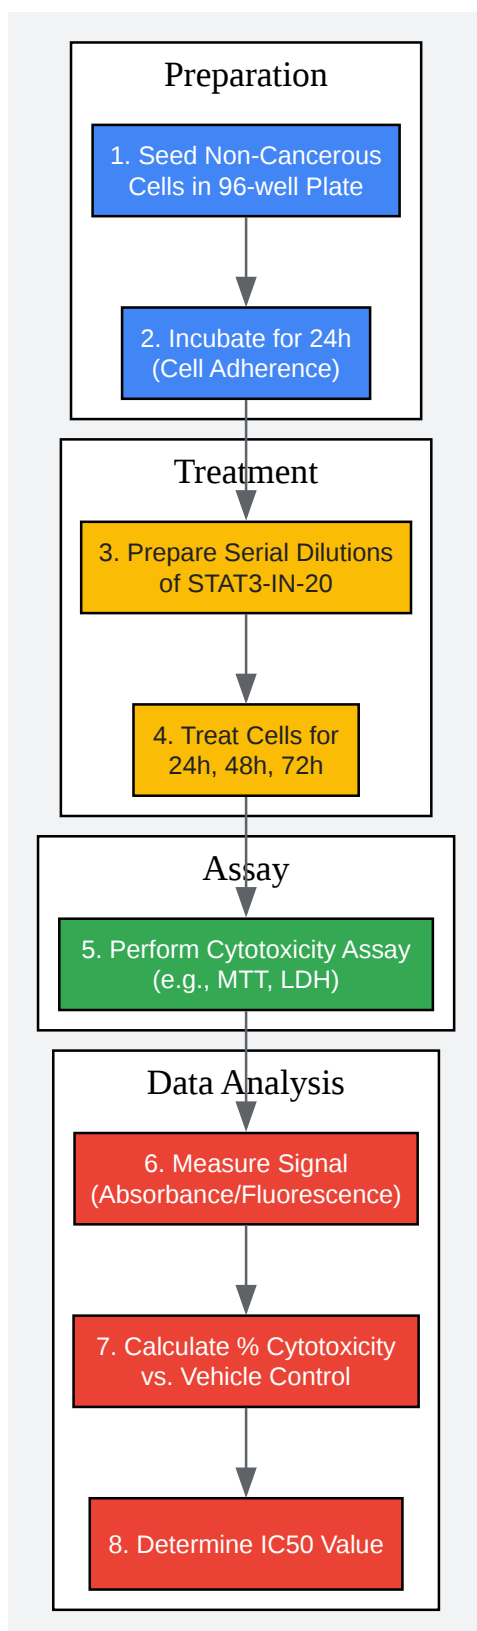 Preparation
1. Seed Non-Cancerous
Cells in 96-well Plate
2. Incubate for 24h
(Cell Adherence)
Treatment
3. Prepare Serial Dilutions
of STAT3-IN-20
4. Treat Cells for
24h, 48h, 72h
Assay
5. Perform Cytotoxicity Assay
(e.g., MTT, LDH)
Data Analysis
6. Measure Signal
(Absorbance/Fluorescence)
7. Calculate % Cytotoxicity
vs. Vehicle Control
8. Determine IC50 Value